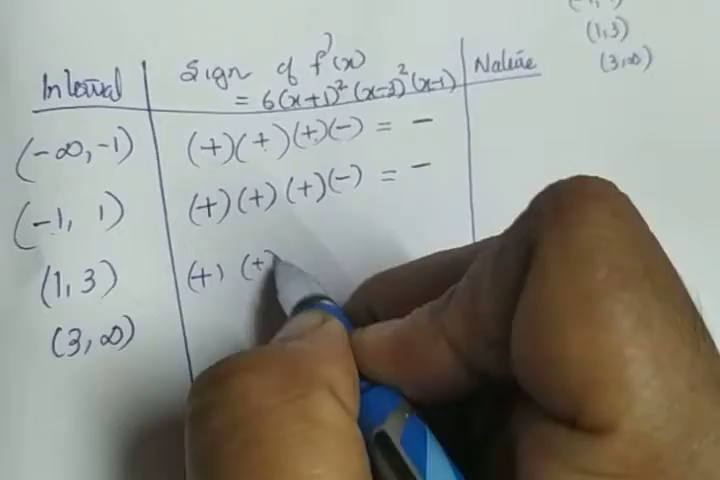 (1,3)
(3,∞)
Interval Sign of f'(x) Nature
= 6(x+1)²(x-3)²(x-1)
(-∞,-1) (+)(+)(+)(-) = -
(-1, 1) (+)(+)(+)(-) = -
(1,3) (+) (+)
(3,∞)